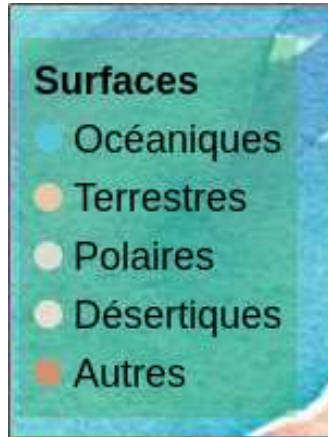 Surfaces
Océaniques
Terrestres
Polaires
Désertiques
Autres